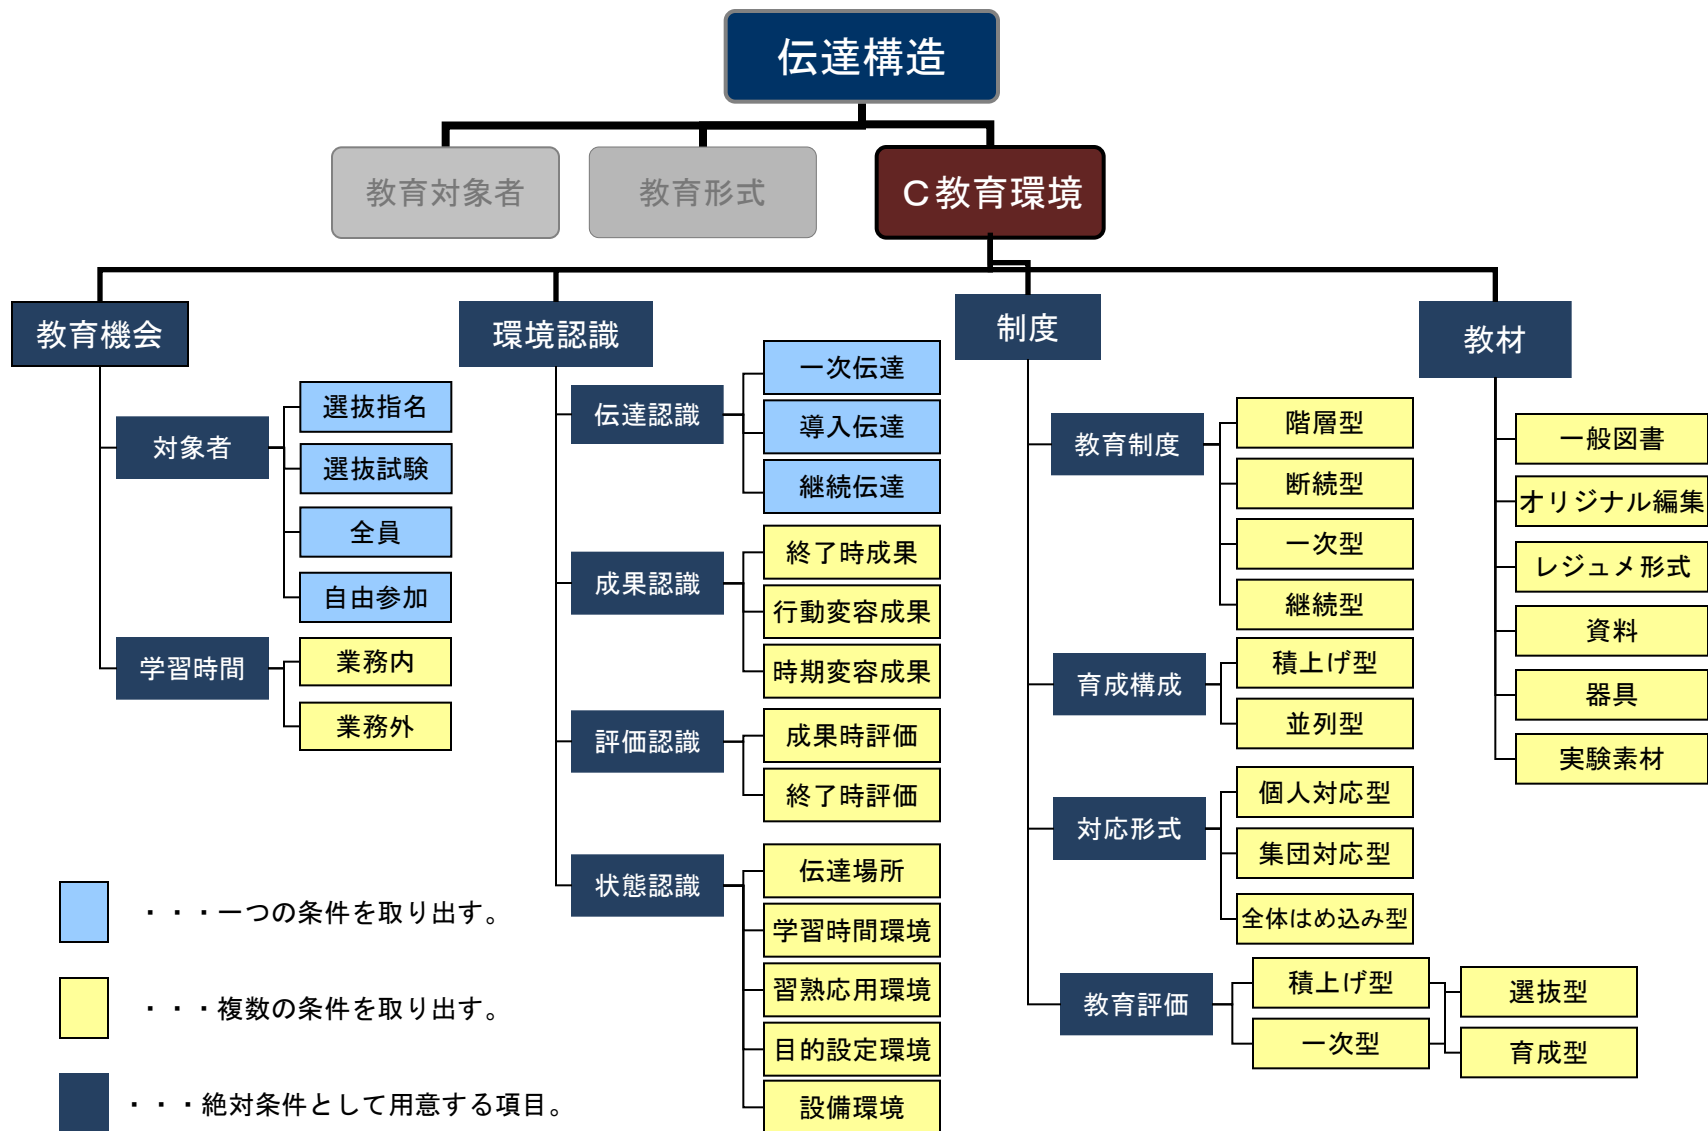 伝達構造
教育対象者
教育形式
C教育環境
教育機会
対象者
選抜指名
選抜試験
全員
自由参加
学習時間
業務内
業務外
環境認識
伝達認識
一次伝達
導入伝達
継続伝達
成果認識
終了時成果
行動変容成果
時期変容成果
評価認識
成果時評価
終了時評価
状態認識
伝達場所
学習時間環境
習熟応用環境
目的設定環境
設備環境
制度
教育制度
階層型
断続型
一次型
継続型
育成構成
積上げ型
並列型
対応形式
個人対応型
集団対応型
全体はめ込み型
教育評価
積上げ型
一次型
選抜型
育成型
教材
一般図書
オリジナル編集
レジュメ形式
資料
器具
実験素材
・・・一つの条件を取り出す。
・・・複数の条件を取り出す。
・・・絶対条件として用意する項目。